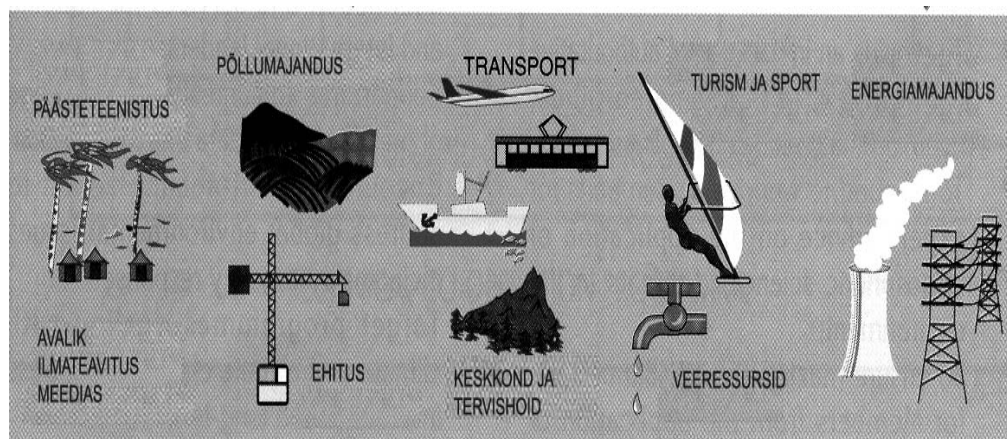 PÄÄSTETEENISTUS
PÕLLUMAJANDUS
TRANSPORT
TURISM JA SPORT
ENERGIAMAJANDUS
AVALIK
ILMATEAVITUS
MEEDIAS
EHITUS
KESKKOND JA
TERVISHOID
VEERESSURSID